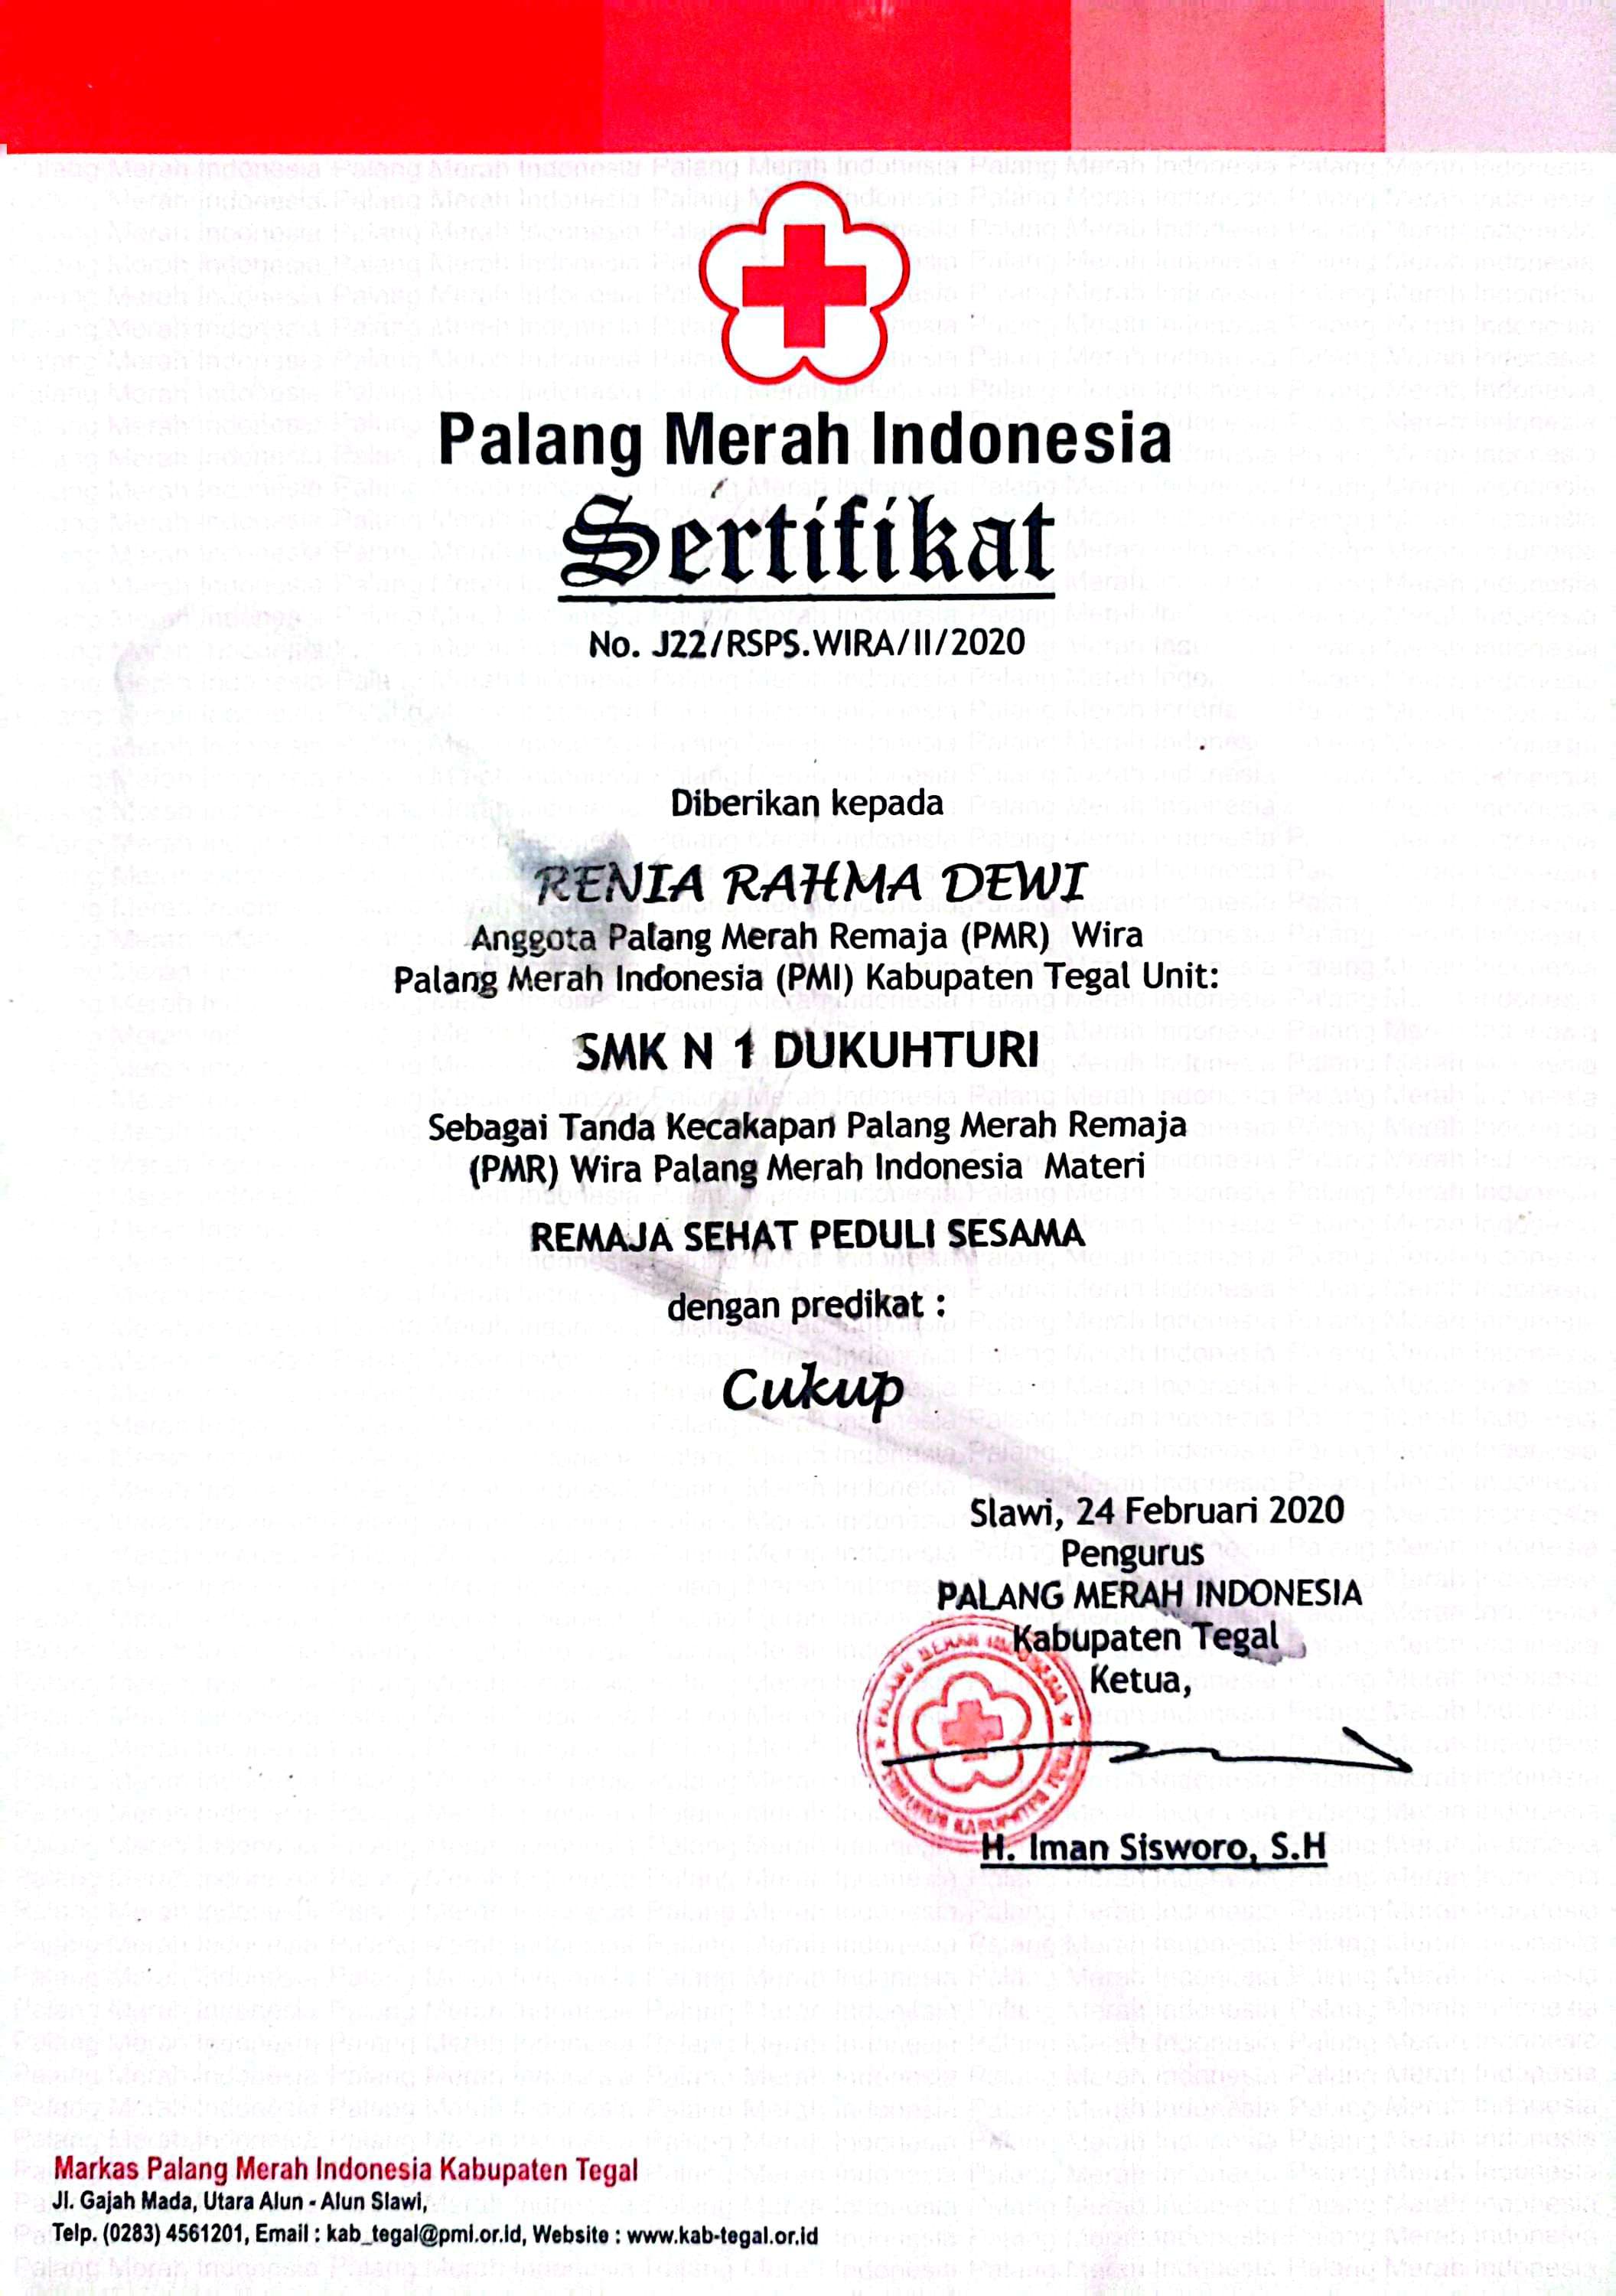 Palang Merah Indonesia
Sertifikat
No. J22/RSPS.WIRA/II/2020
Diberikan kepada
RENIA RAHMA DEWI
Anggota Palang Merah Remaja (PMR) Wira
Palang Merah Indonesia (PMI) Kabupaten Tegal Unit:
SMK N 1 DUKUHTURI
Sebagai Tanda Kecakapan Palang Merah Remaja
(PMR) Wira Palang Merah Indonesia Materi
REMAJA SEHAT PEDULI SESAMA
dengan predikat :
Cukup
Slawi, 24 Februari 2020
Pengurus
PALANG MERAH INDONESIA
Kabupaten Tegal
Ketua,
PALANG MERAH INDONESIA
H. Iman Sisworo, S.H
Markas Palang Merah Indonesia Kabupaten Tegal
Jl. Gajah Mada, Utara Alun - Alun Slawi,
Telp. (0283) 4561201, Email : kab_tegal@pmi.or.id, Website : www.kab-tegal.or.id